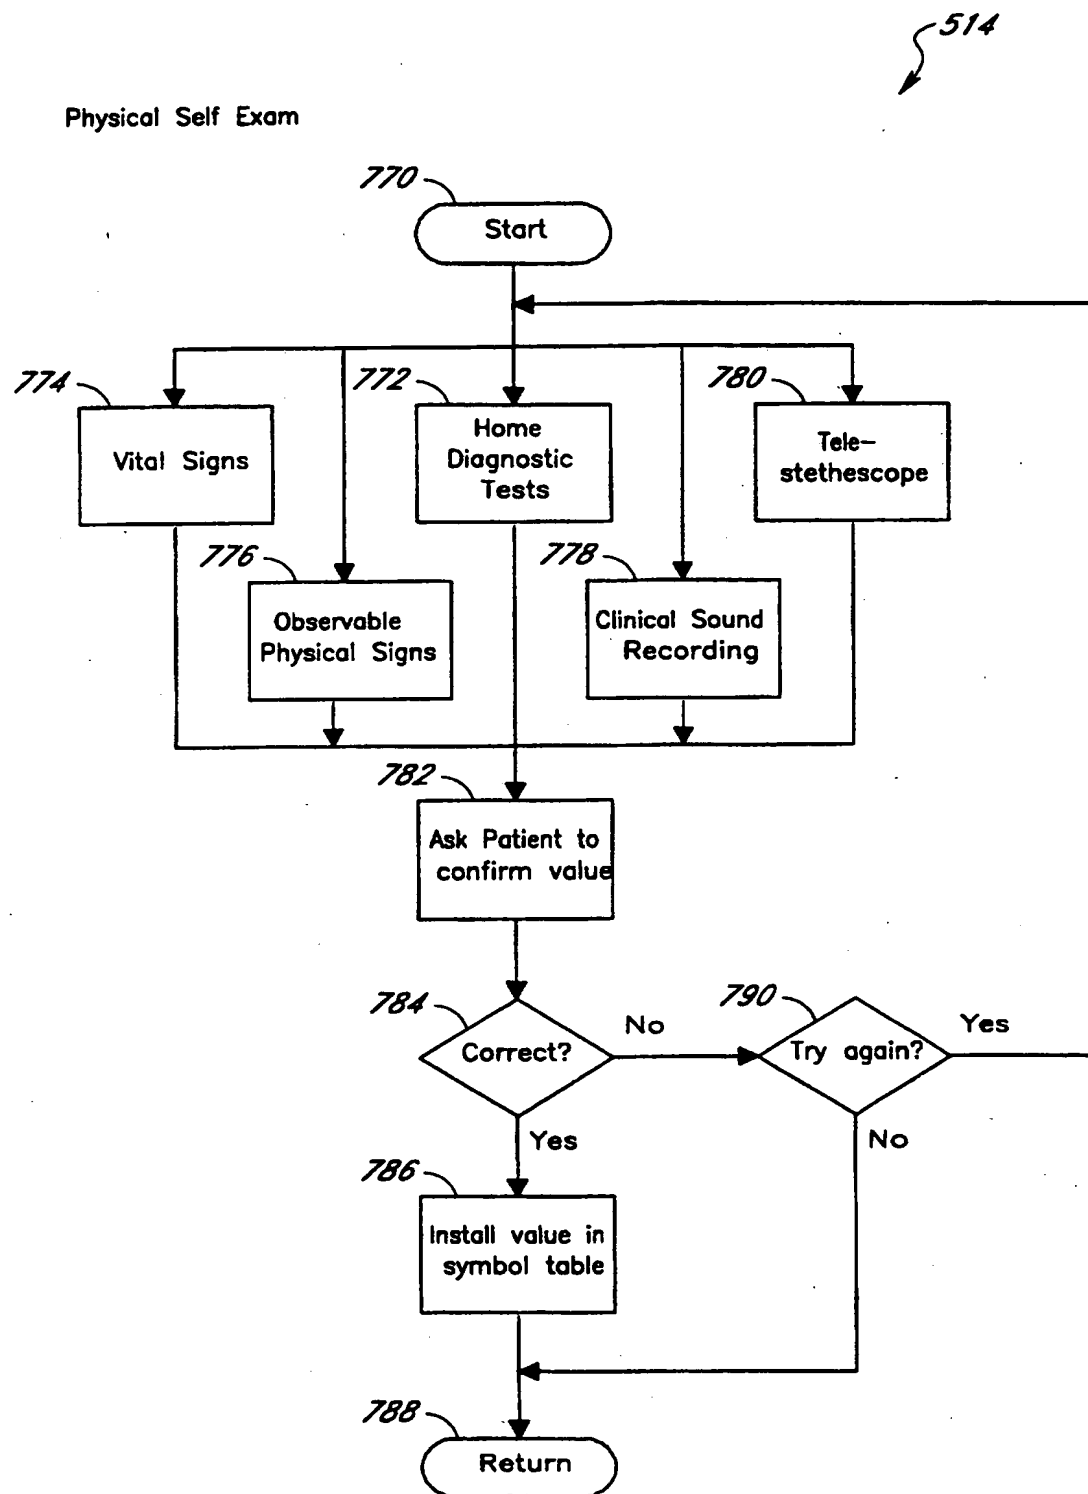 514
Physical Self Exam
770
Start
774
772
780
Vital Signs
Home
Diagnostic
Tests
Tele-
stethescope
776
778
Observable
Physical Signs
Clinical Sound
Recording
782
Ask Patient to
confirm value
784
Correct?
No
790
Try again?
Yes
Yes
No
786
Install value in
symbol table
788
Return